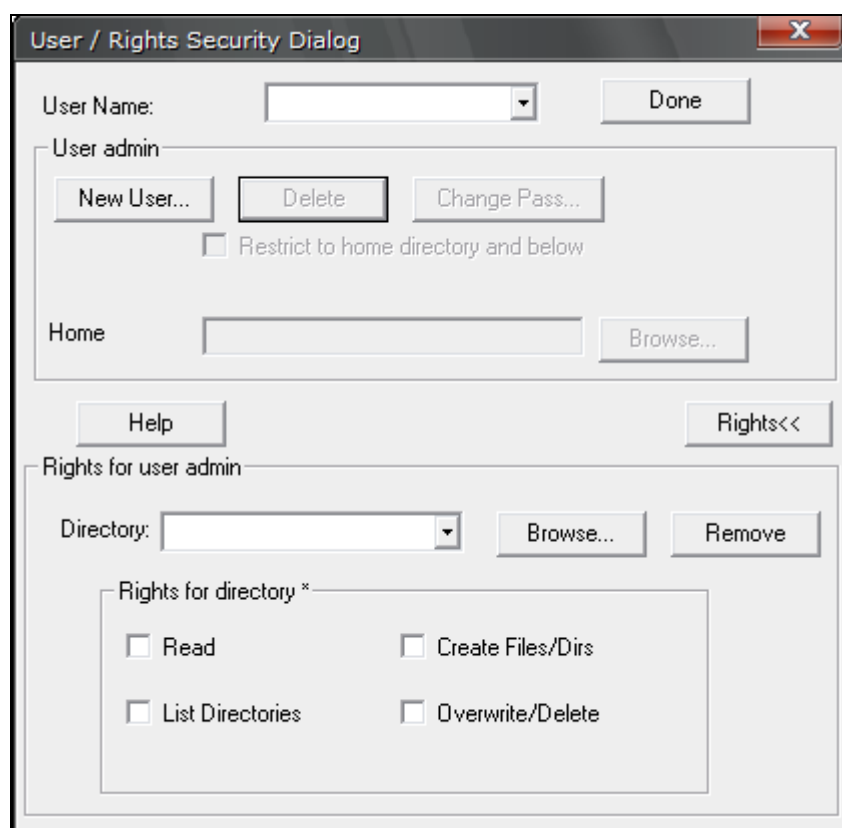 User / Rights Security Dialog
User Name:
Done
User admin
New User...
Delete
Change Pass...
Restrict to home directory and below
Home
Browse...
Help
Rights<<
Rights for user admin
Directory:
Browse...
Remove
Rights for directory *
Read
Create Files/Dirs
List Directories
Overwrite/Delete